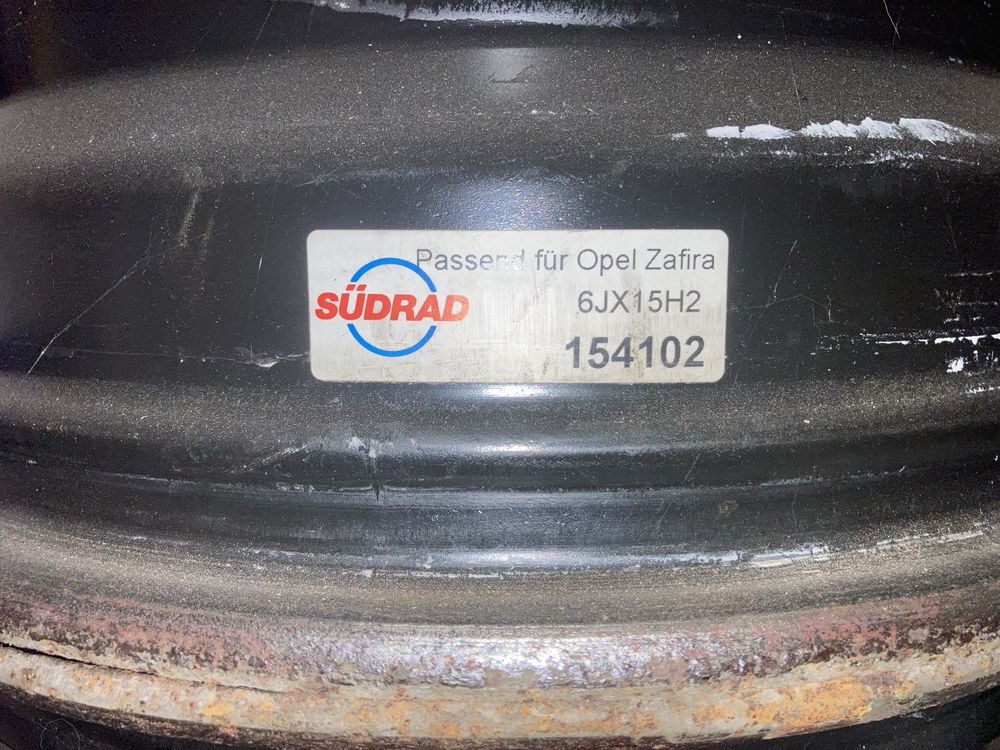 Passend für Opel Zafira
SÜDRAD
6JX15H2
154102